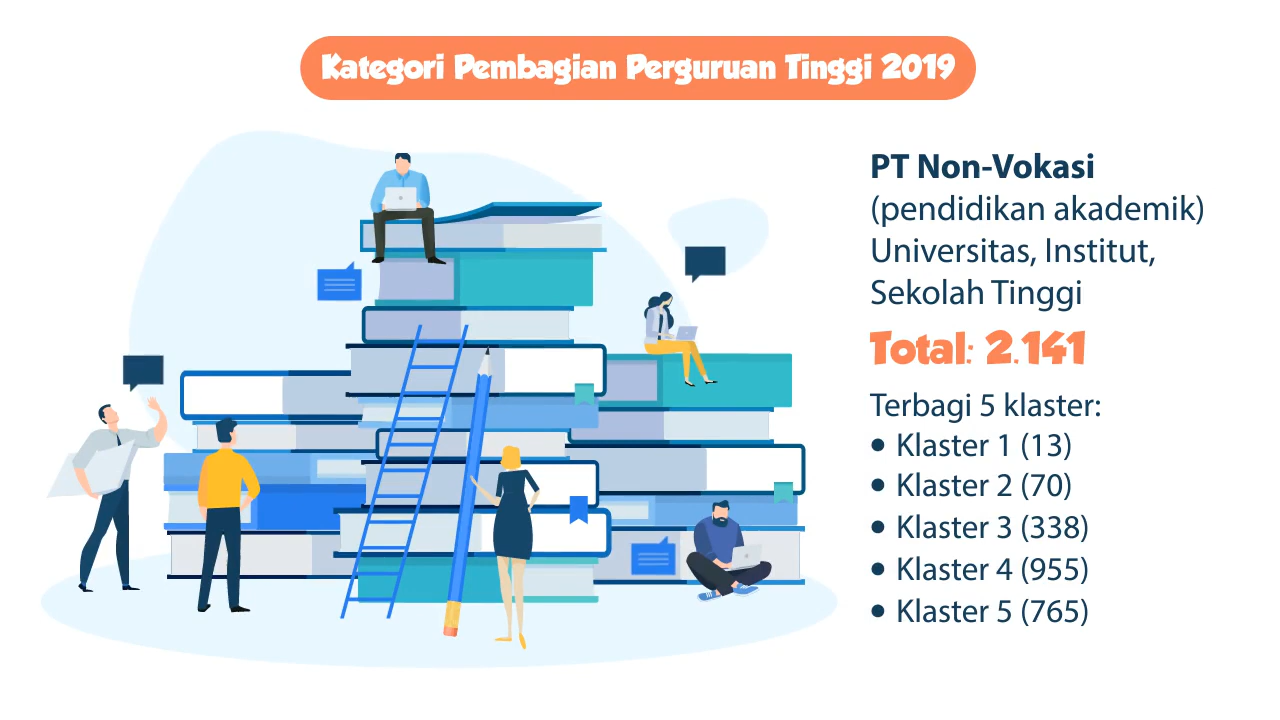 Kategori Pembagian Perguruan Tinggi 2019
PT Non-Vokasi
(pendidikan akademik)
Universitas, Institut,
Sekolah Tinggi
Total: 2.141
Terbagi 5 klaster:
• Klaster 1 (13)
• Klaster 2 (70)
• Klaster 3 (338)
• Klaster 4 (955)
• Klaster 5 (765)